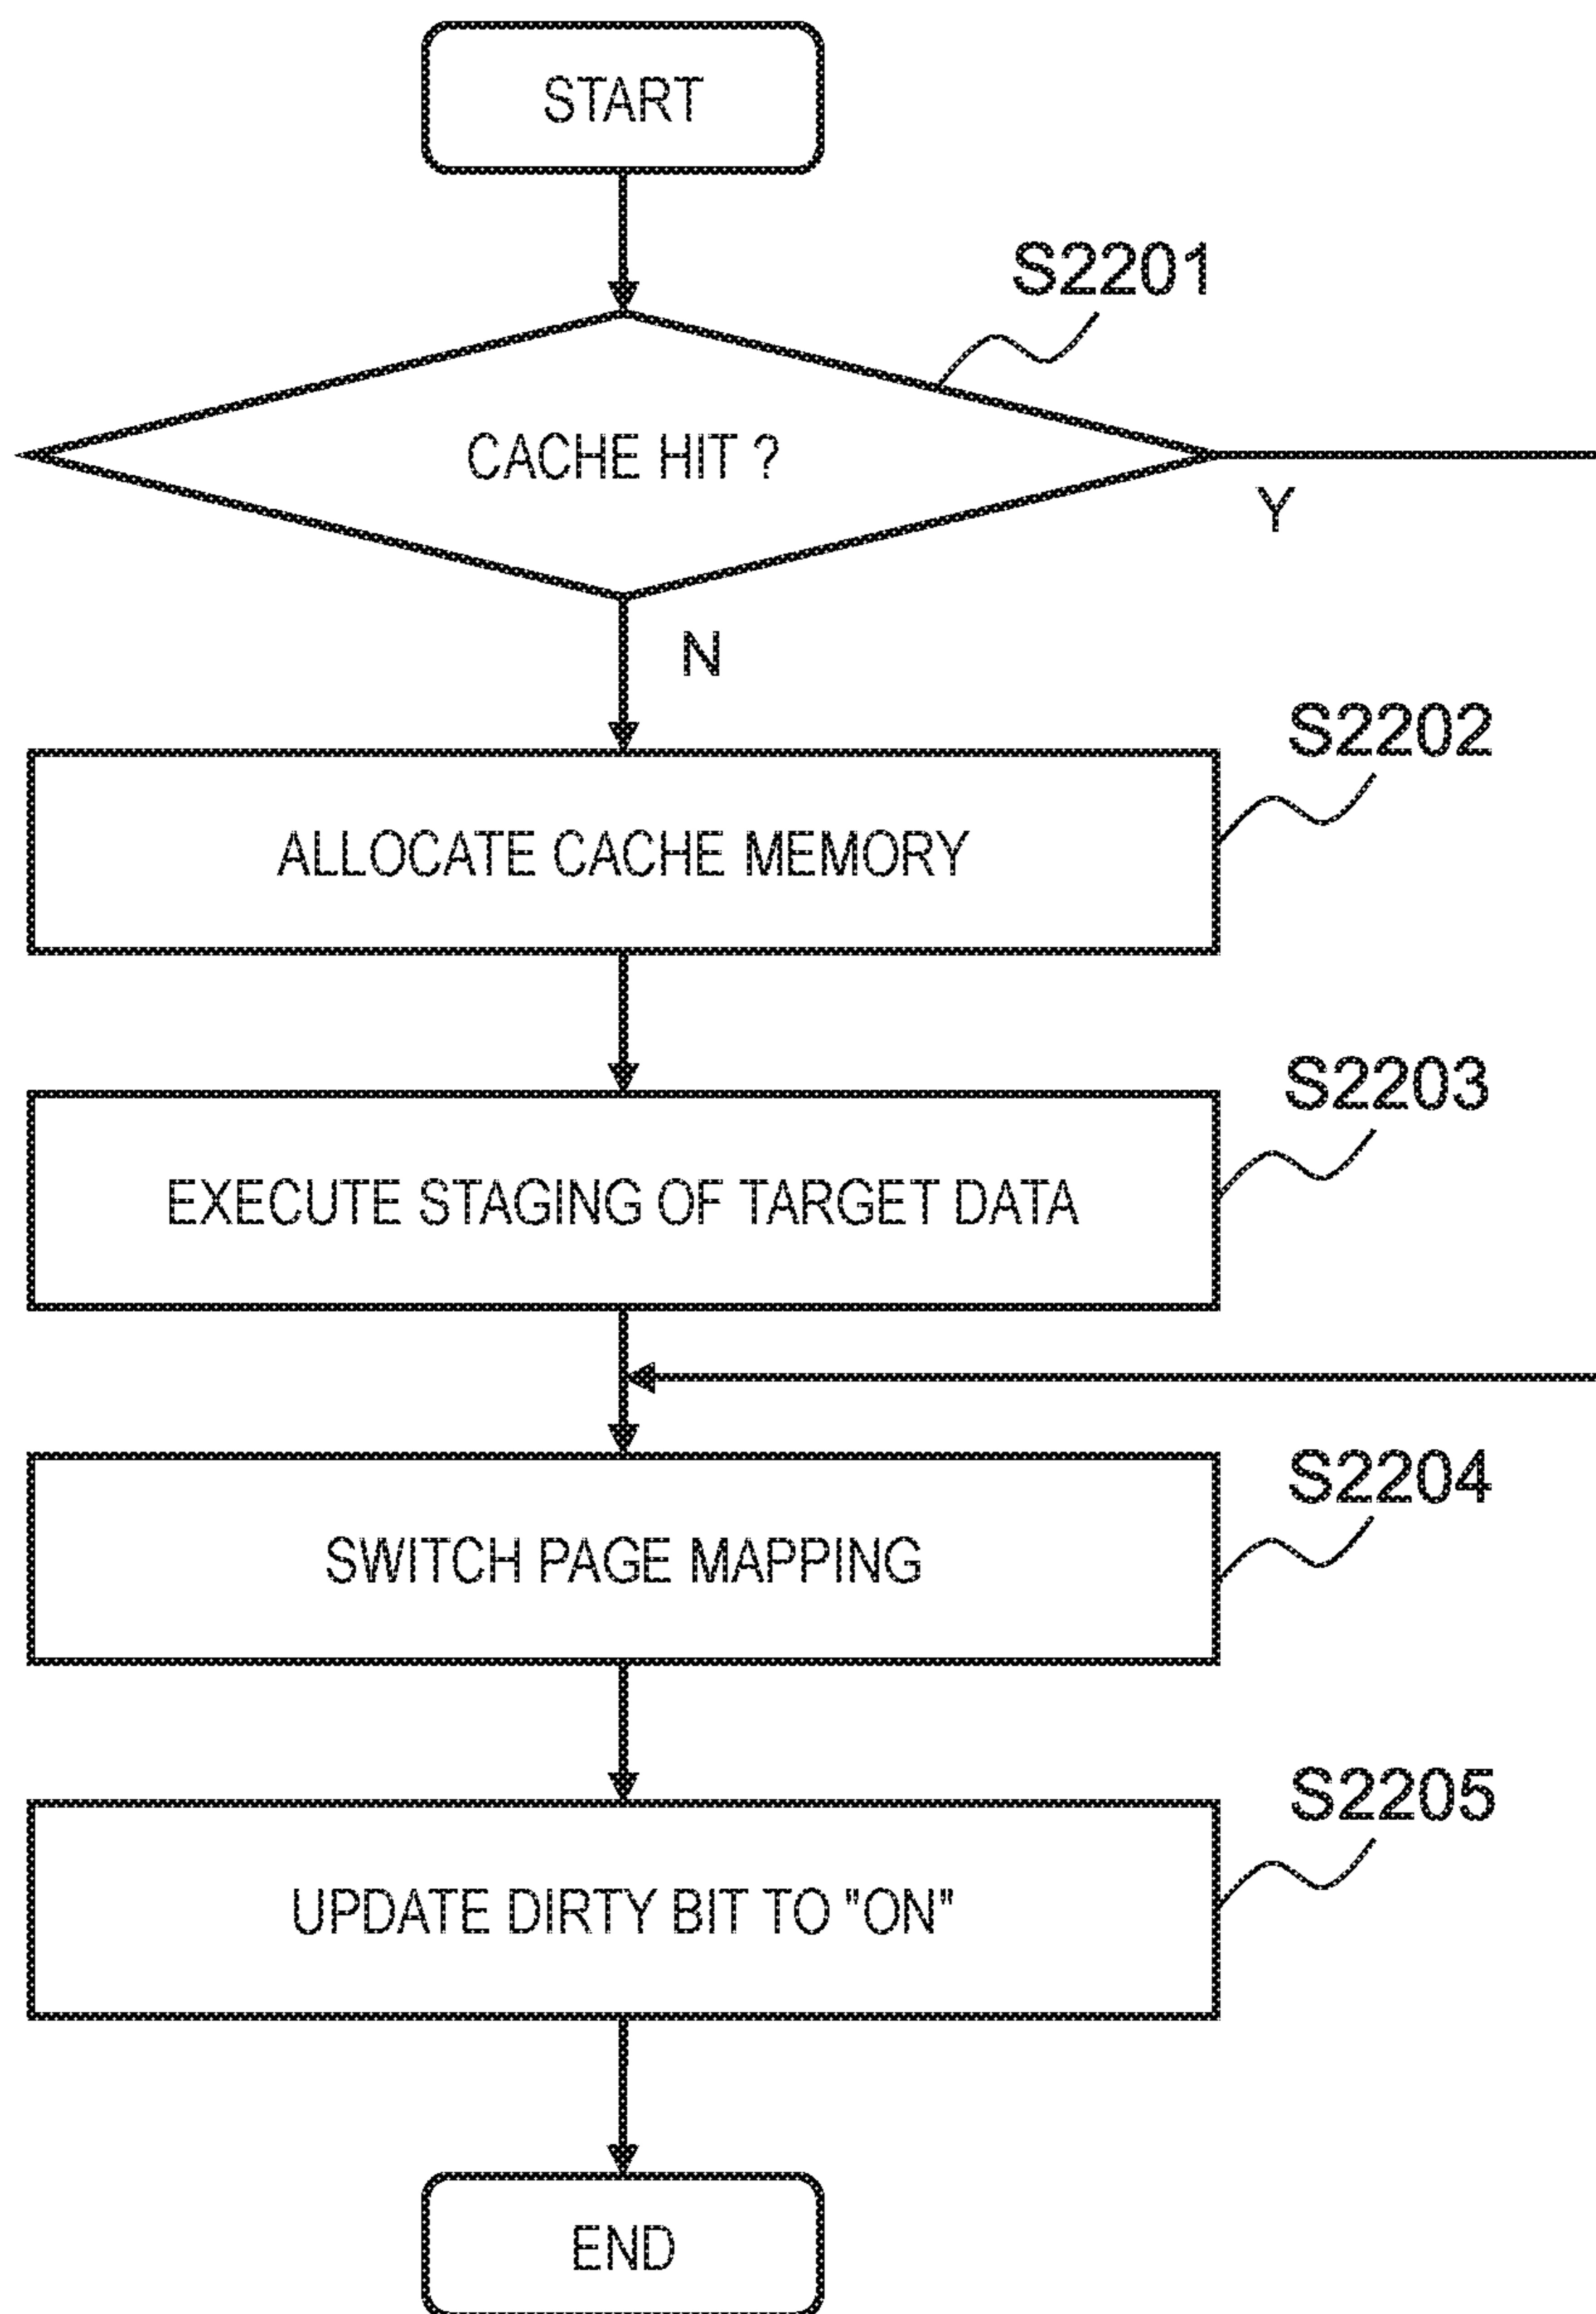 START
S2201
CACHE HIT ?
Y
N
S2202
ALLOCATE CACHE MEMORY
S2203
EXECUTE STAGING OF TARGET DATA
S2204
SWITCH PAGE MAPPING
S2205
UPDATE DIRTY BIT TO "ON"
END